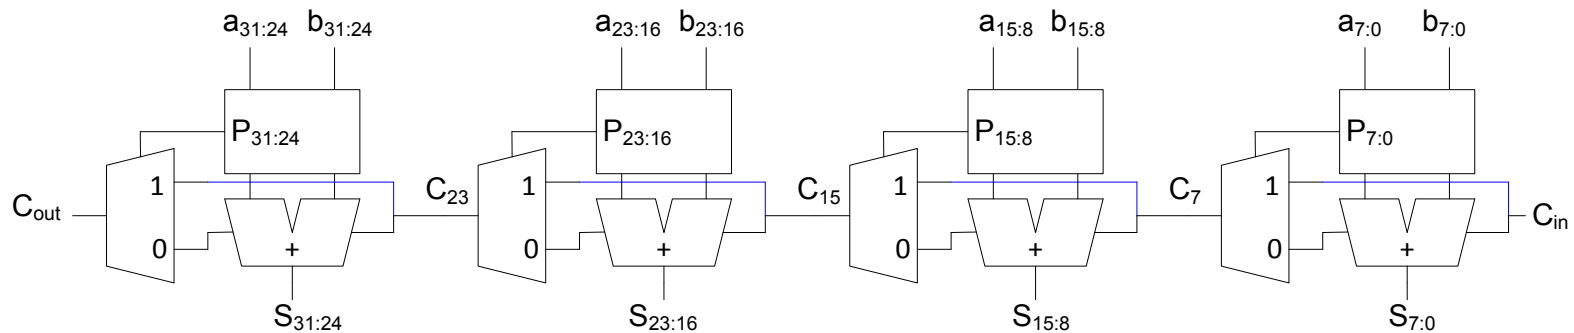 a31:24 b31:24 a23:16 b23:16 a15:8 b15:8 a7:0 b7:0
P31:24 P23:16 P15:8 P7:0
1 C23 1 C15 1 C7 1
Cout Cin
0 + 0 + 0 + 0 +
S31:24 S23:16 S15:8 S7:0